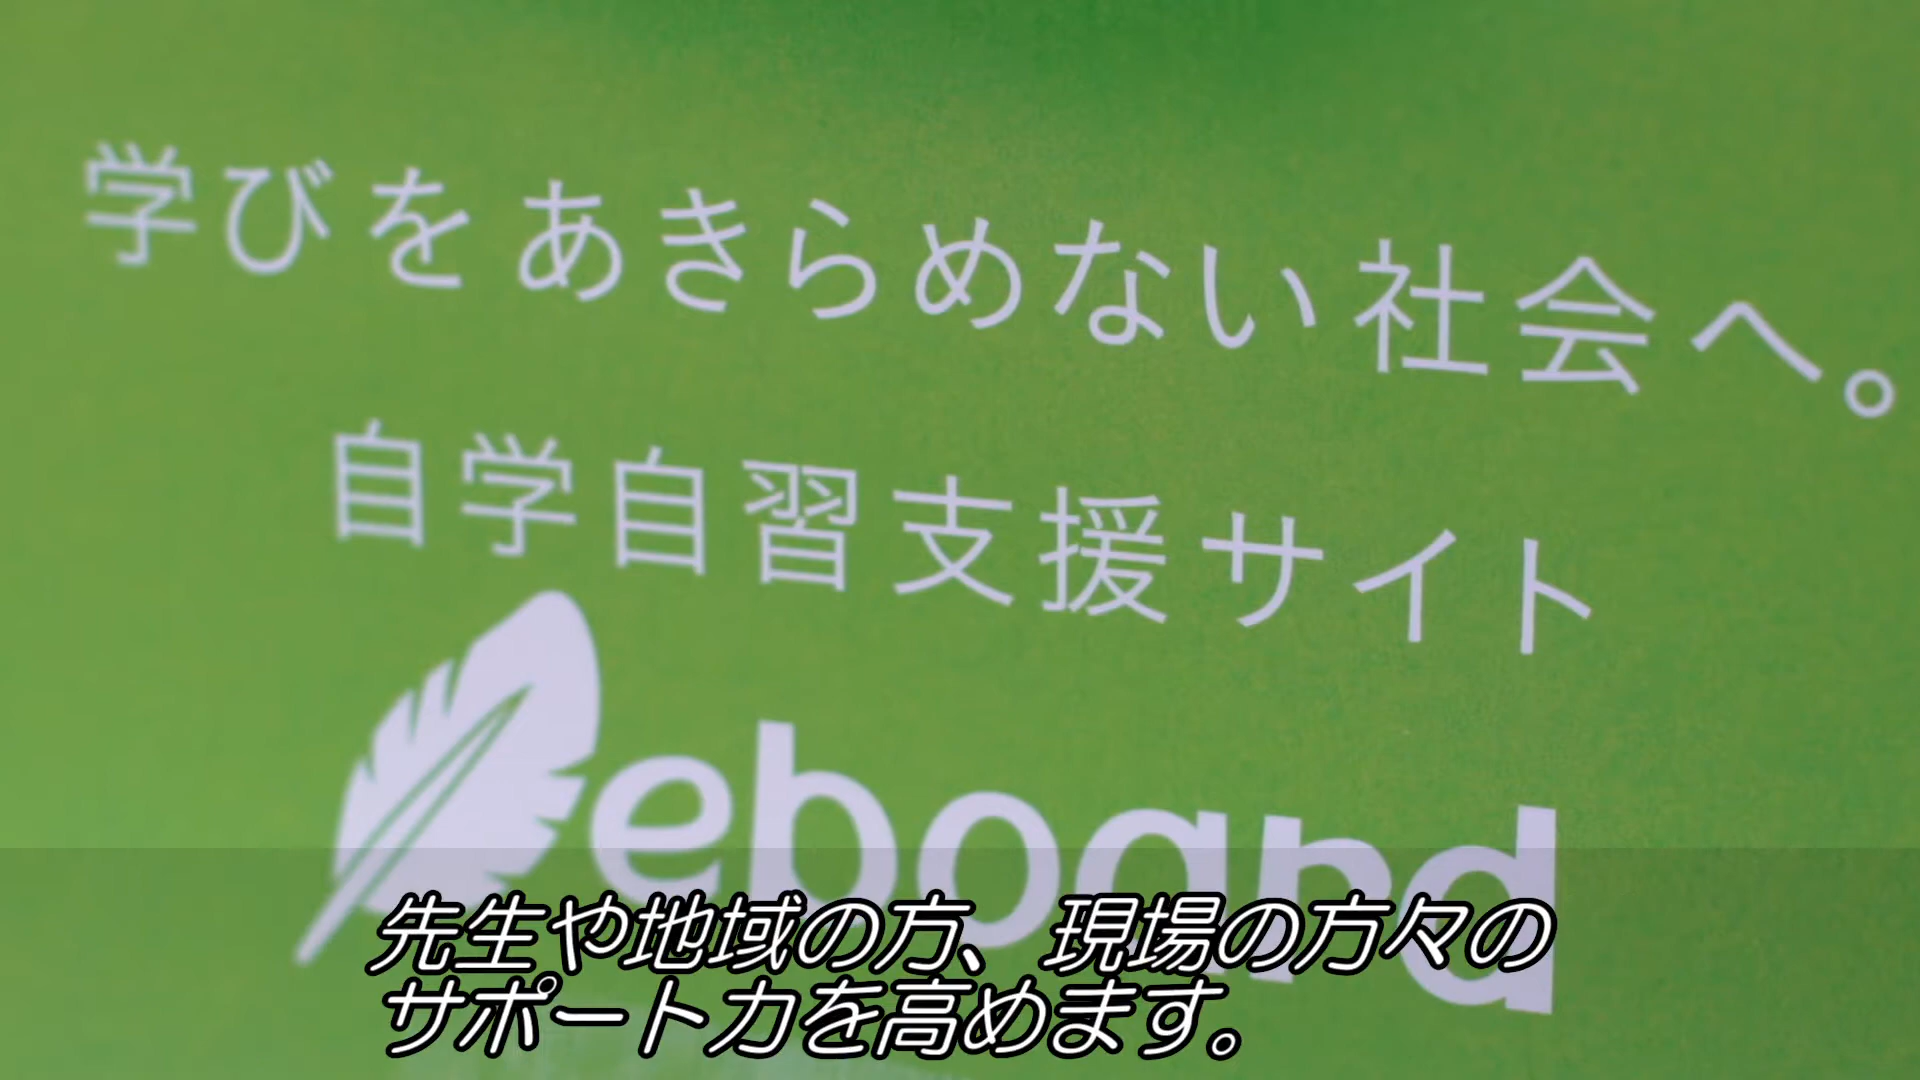 学びをあきらめない社会へ。
自学自習支援サイト
eboard
先生や地域の方、現場の方々の
サポート力を高めます。